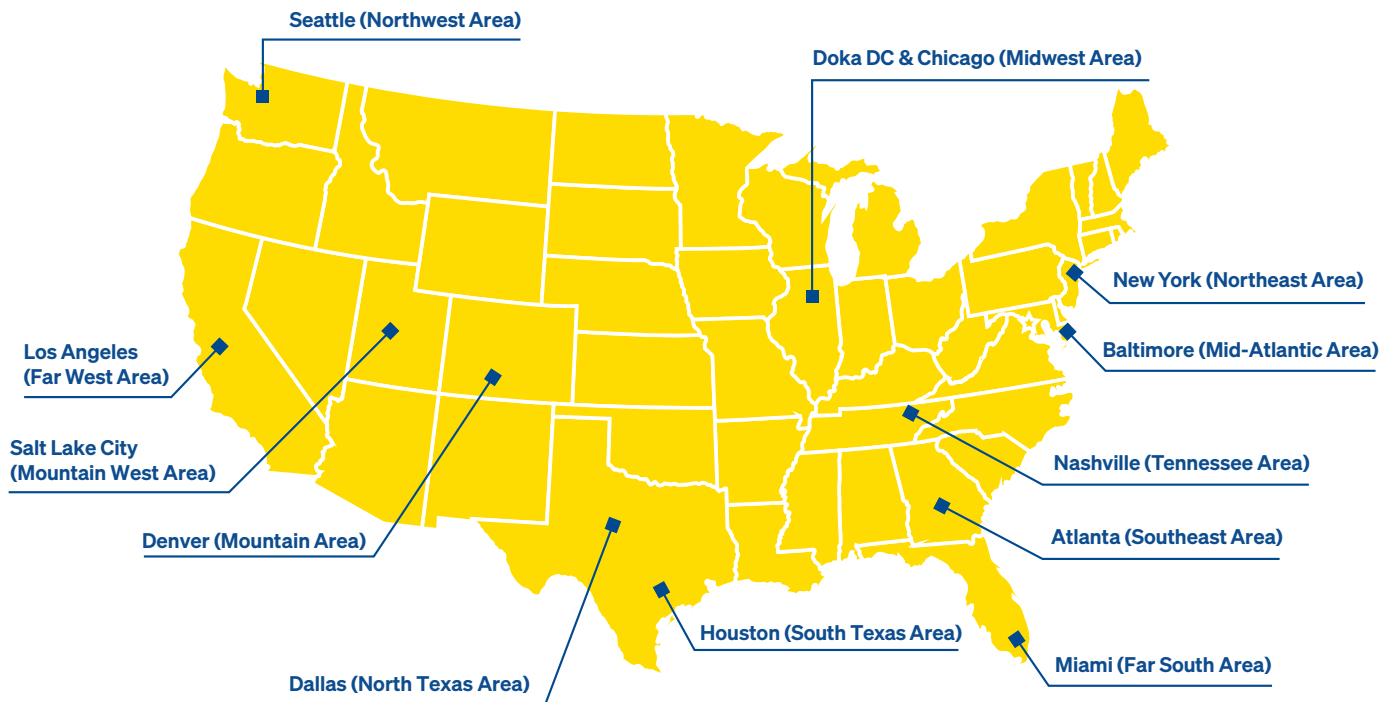 Seattle (Northwest Area)
Doka DC & Chicago (Midwest Area)
New York (Northeast Area)
Los Angeles
(Far West Area)
Baltimore (Mid-Atlantic Area)
Salt Lake City
(Mountain West Area)
Nashville (Tennessee Area)
Denver (Mountain Area)
Atlanta (Southeast Area)
Houston (South Texas Area)
Miami (Far South Area)
Dallas (North Texas Area)